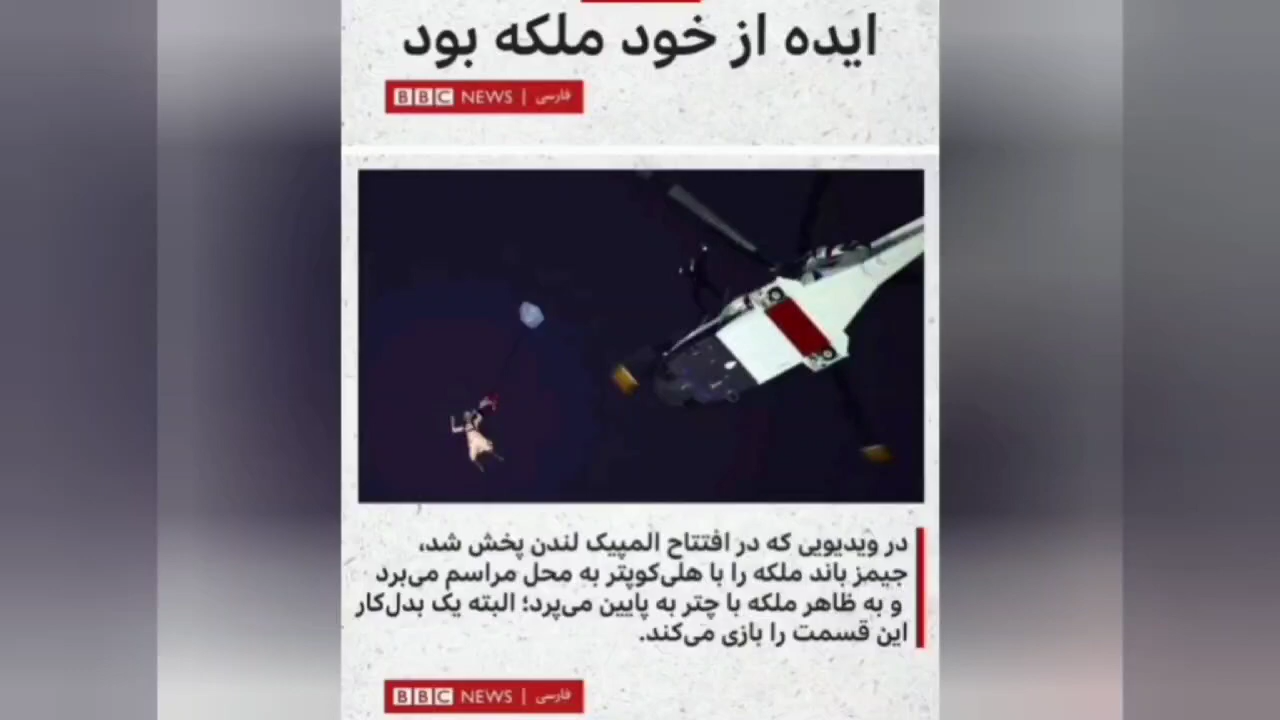 ایده از خود ملکه بود
BBC NEWS | فارسی
در ویدیویی که در افتتاح المپیک لندن پخش شد،
جیمز باند ملکه را با هلی‌کوپتر به محل مراسم می‌برد
و به ظاهر ملکه با چتر به پایین می‌پرد؛ البته یک بدل‌کار
این قسمت را بازی می‌کند.
BBC NEWS | فارسی